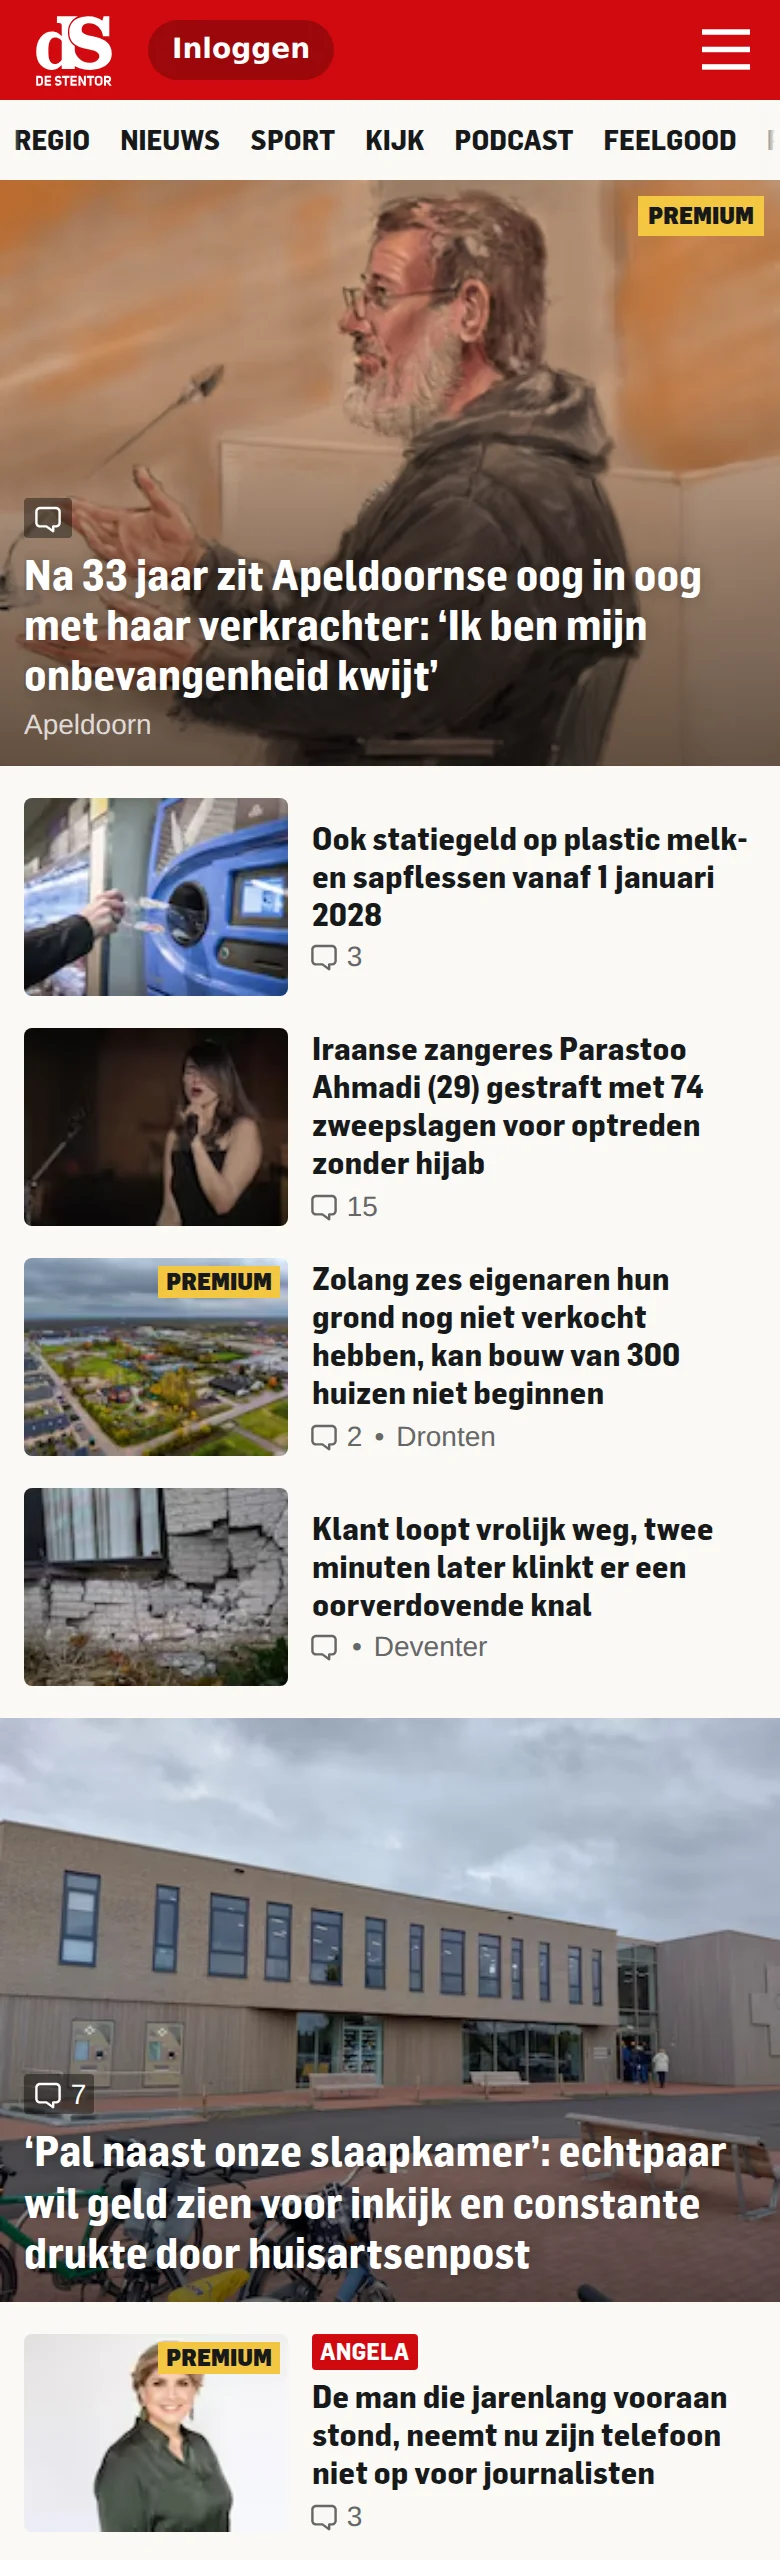 dS
DE STENTOR
Inloggen
REGIO NIEUWS SPORT KIJK PODCAST FEELGOOD
PREMIUM
Na 33 jaar zit Apeldoornse oog in oog
met haar verkrachter: ‘Ik ben mijn
onbevangenheid kwijt’
Apeldoorn
Ook statiegeld op plastic melk-
en sapflessen vanaf 1 januari
2028
3
Iraanse zangeres Parastoo
Ahmadi (29) gestraft met 74
zweepslagen voor optreden
zonder hijab
15
PREMIUM
Zolang zes eigenaren hun
grond nog niet verkocht
hebben, kan bouw van 300
huizen niet beginnen
2 • Dronten
Klant loopt vrolijk weg, twee
minuten later klinkt er een
oorverdovende knal
• Deventer
7
‘Pal naast onze slaapkamer’: echtpaar
wil geld zien voor inkijk en constante
drukte door huisartsenpost
PREMIUM
ANGELA
De man die jarenlang vooraan
stond, neemt nu zijn telefoon
niet op voor journalisten
3